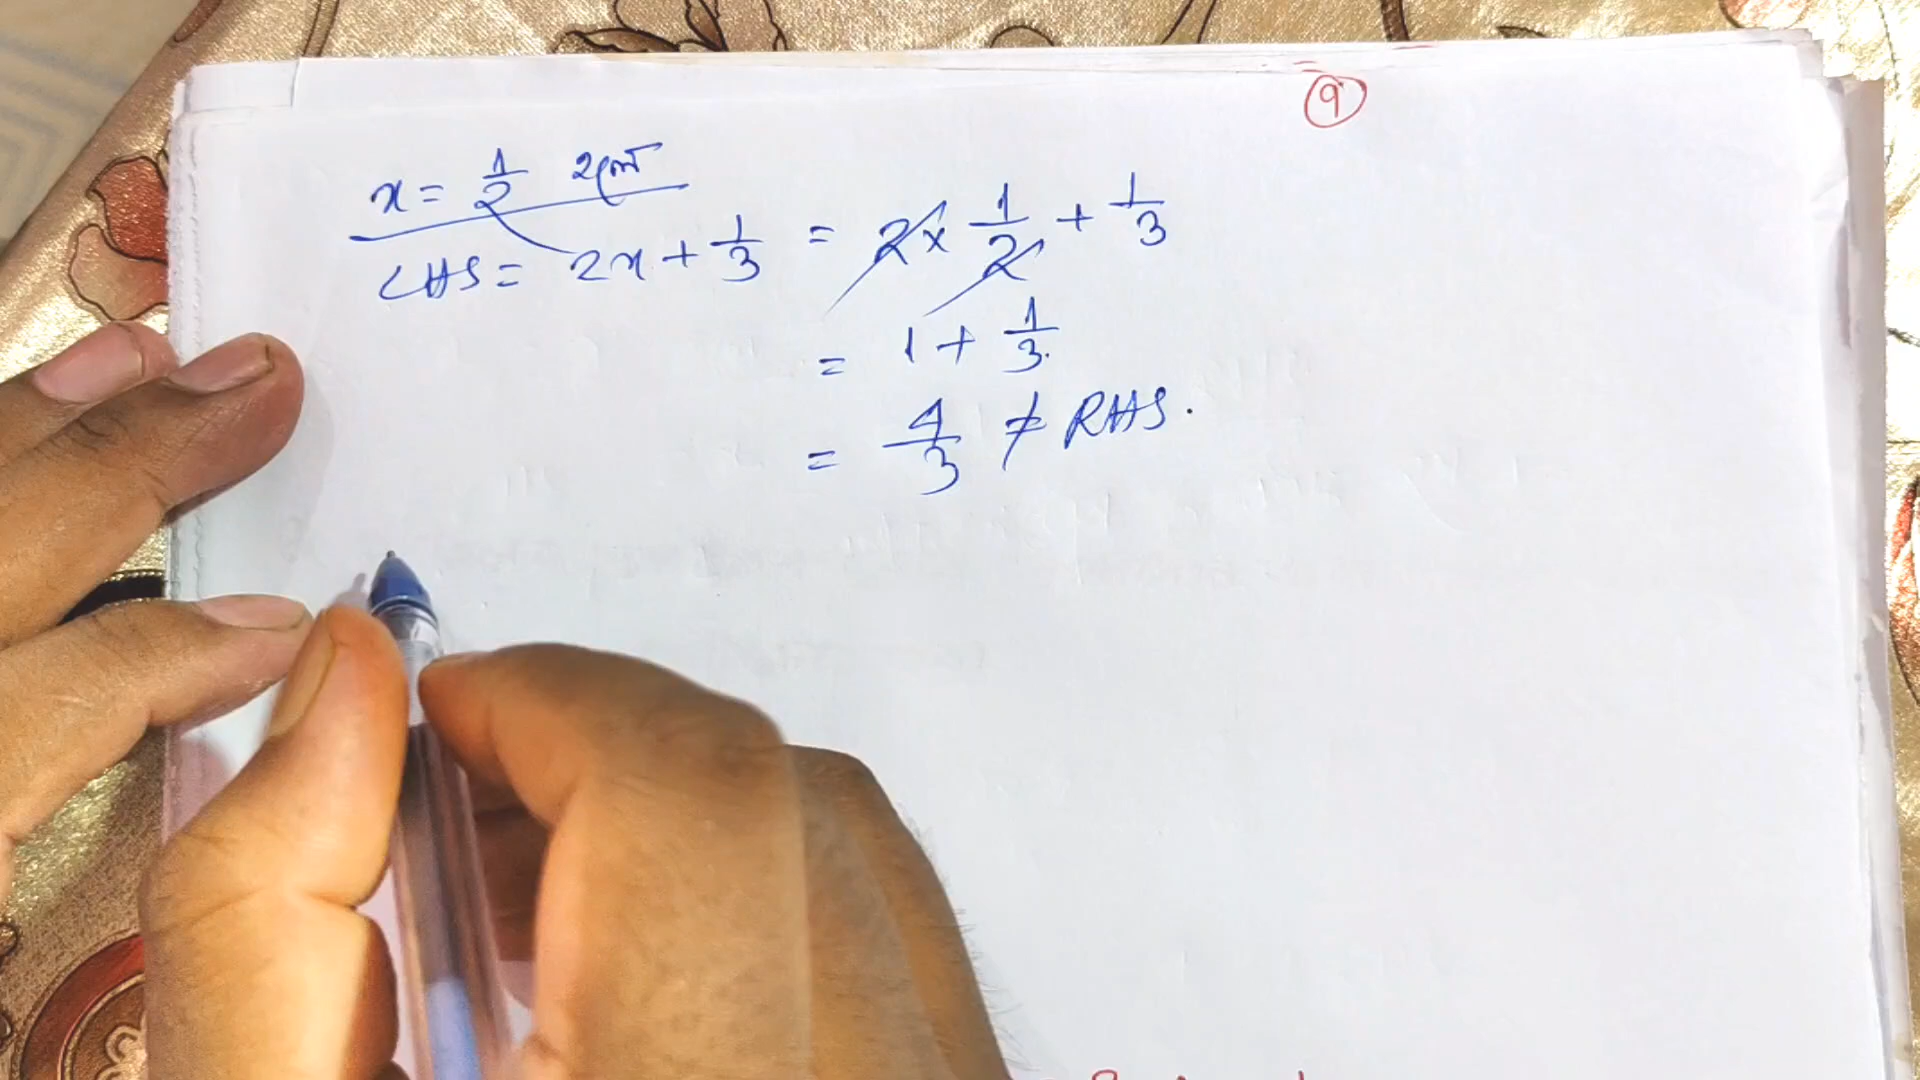 9
x = 1/2 হলে
LHS = 2x + 1/3 = 2 × 1/2 + 1/3
= 1 + 1/3
= 4/3 ≠ RHS.